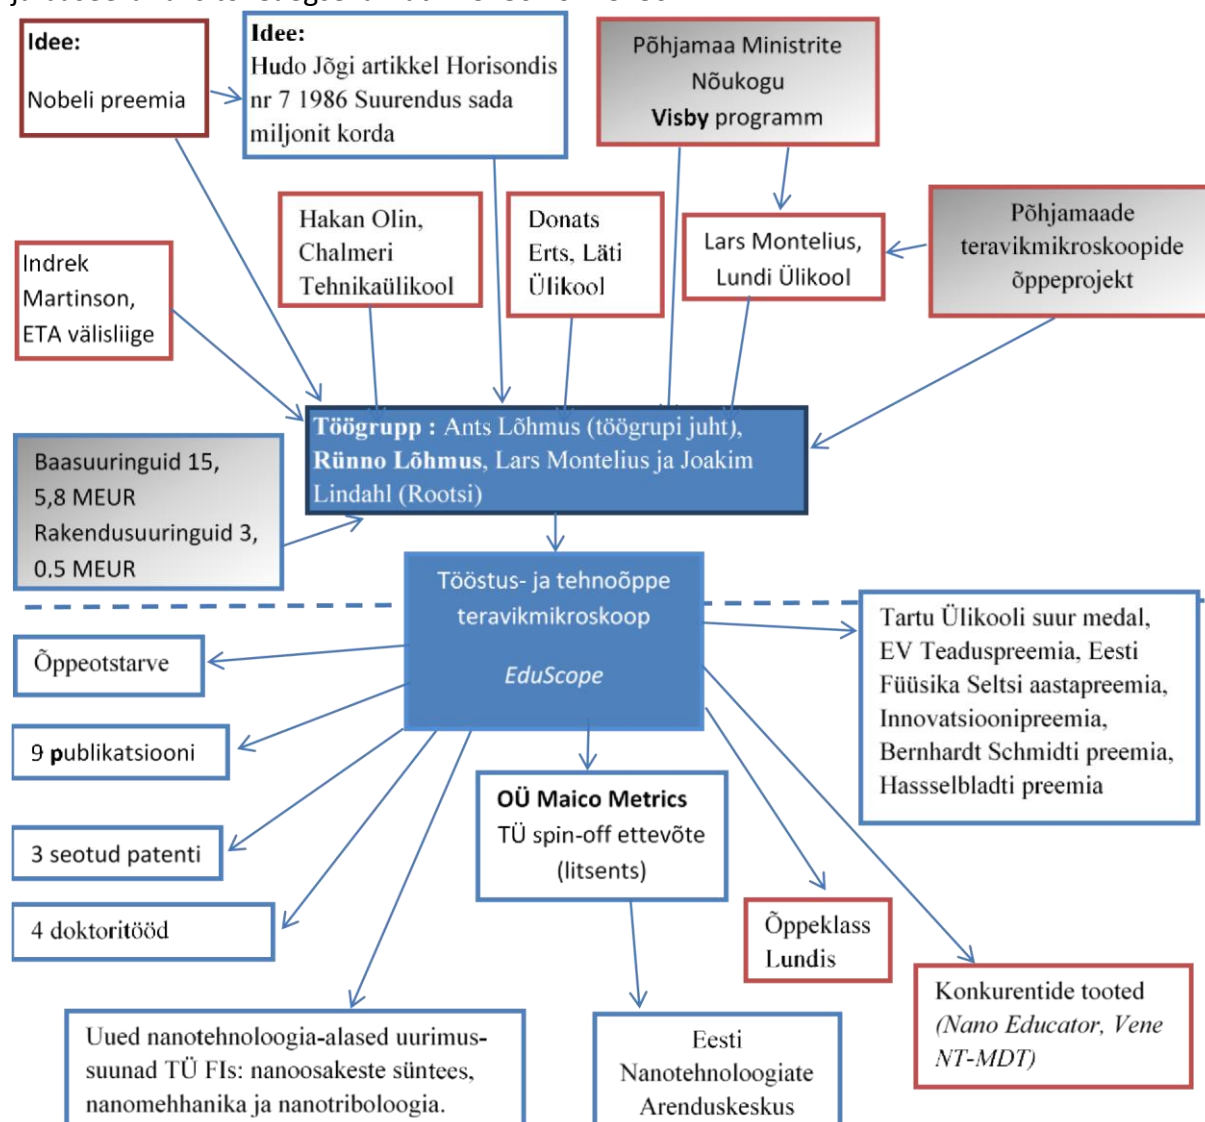 Idee:
Nobeli preemia
Idee:
Hudo Jõgi artikkel Horisondis
nr 7 1986 Suurendus sada
miljonit korda
Põhjamaa Ministrite
Nõukogu
Visby programm
Indrek
Martinson,
ETA välisliige
Hakan Olin,
Chalmeri
Tehnikaülikool
Donats
Erts, Läti
Ülikool
Lars Montelius,
Lundi Ülikool
Põhjamaade
teravikmikroskoopide
õppeprojekt
Töögrupp : Ants Lõhmus (töögrupi juht),
Rünno Lõhmus, Lars Montelius ja Joakim
Lindahl (Rootsi)
Baasuuringuid 15,
5,8 MEUR
Rakendusuuringuid 3,
0,5 MEUR
Tööstus- ja tehnoõppe
teravikmikroskoop
EduScope
Õppeotstarve
9 publikatsiooni
3 seotud patenti
4 doktoritööd
Tartu Ülikooli suur medal,
EV Teaduspreemia, Eesti
Füüsika Seltsi aastapreemia,
Innovatsioonipreemia,
Bernhardt Schmidti preemia,
Hassselbladti preemia
OÜ Maico Metrics
TÜ spin-off ettevõte
(litsents)
Õppeklass
Lundis
Konkurentide tooted
(Nano Educator, Vene
NT-MDT)
Uued nanotehnoloogia-alased uurimus-
suunad TÜ FIs: nanoosakeste süntees,
nanomehhanika ja nanotriboloogia.
Eesti
Nanotehnoloogiate
Arenduskeskus